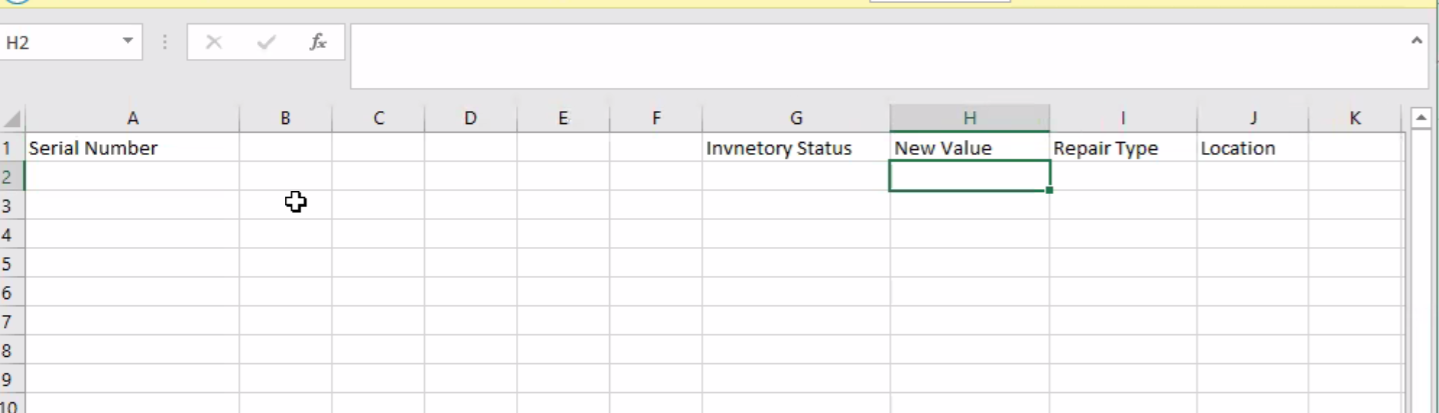 H2
fx
A B C D E F G H I J K
1 Serial Number Invnetory Status New Value Repair Type Location
2
3
4
5
6
7
8
9
10